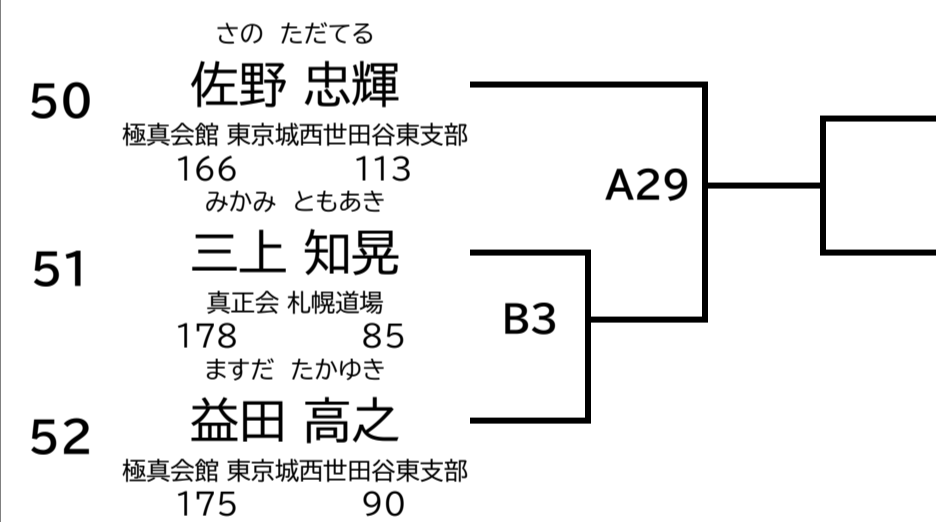 さの ただてる
50 佐野 忠輝
極真会館 東京城西世田谷東支部
166 113
A29
みかみ ともあき
51 三上 知晃
真正会 札幌道場
178 85
B3
ますだ たかゆき
52 益田 高之
極真会館 東京城西世田谷東支部
175 90